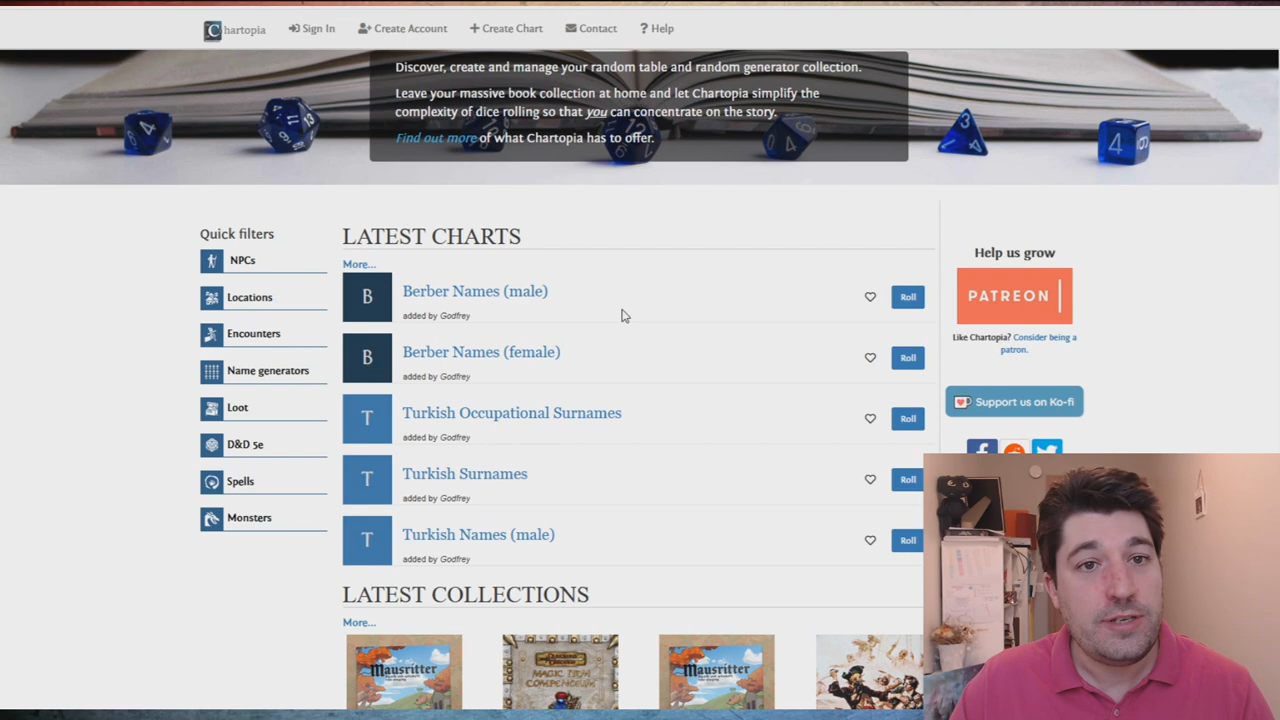 Chartopia
Sign In
Create Account
Create Chart
Contact
Help
Discover, create and manage your random table and random generator collection.
Leave your massive book collection at home and let Chartopia simplify the
complexity of dice rolling so that you can concentrate on the story.
Find out more of what Chartopia has to offer.
Quick filters
NPCs
Locations
Encounters
Name generators
Loot
D&D 5e
Spells
Monsters
LATEST CHARTS
More...
B
Berber Names (male)
added by Godfrey
Roll
B
Berber Names (female)
added by Godfrey
Roll
T
Turkish Occupational Surnames
added by Godfrey
Roll
T
Turkish Surnames
added by Godfrey
Roll
T
Turkish Names (male)
added by Godfrey
Roll
LATEST COLLECTIONS
More...
Mausritter
MAGIC ITEM
COMPENDIUM
Mausritter
Help us grow
PATREON
Like Chartopia? Consider being a
patron.
Support us on Ko-fi